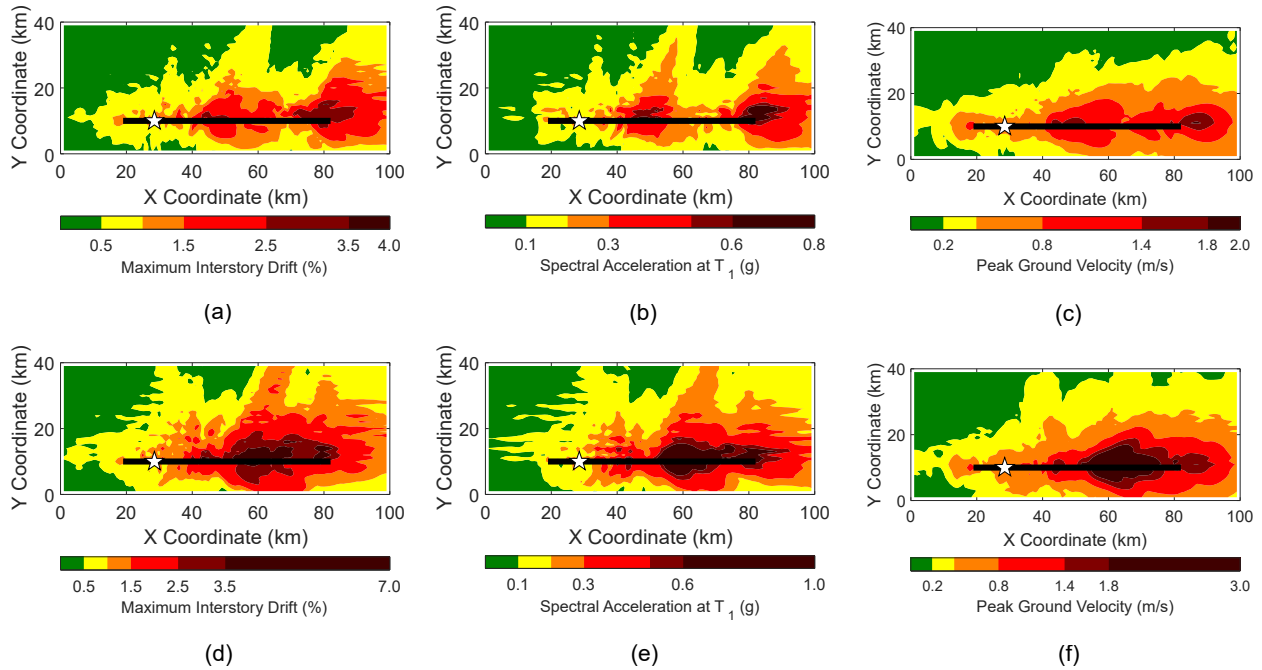 40
20
0
0 20 40 60 80 100
Y Coordinate (km)
X Coordinate (km)
0.5 1.5 2.5 3.5 4.0
Maximum Interstory Drift (%)
(a)
40
20
0
0 20 40 60 80 100
Y Coordinate (km)
X Coordinate (km)
0.1 0.3 0.6 0.8
Spectral Acceleration at T1 (g)
(b)
40
20
0
0 20 40 60 80 100
Y Coordinate (km)
X Coordinate (km)
0.2 0.8 1.4 1.8 2.0
Peak Ground Velocity (m/s)
(c)
40
20
0
0 20 40 60 80 100
Y Coordinate (km)
X Coordinate (km)
0.5 1.5 2.5 3.5 7.0
Maximum Interstory Drift (%)
(d)
40
20
0
0 20 40 60 80 100
Y Coordinate (km)
X Coordinate (km)
0.1 0.3 0.6 1.0
Spectral Acceleration at T1 (g)
(e)
40
20
0
0 20 40 60 80 100
Y Coordinate (km)
X Coordinate (km)
0.2 0.8 1.4 1.8 3.0
Peak Ground Velocity (m/s)
(f)